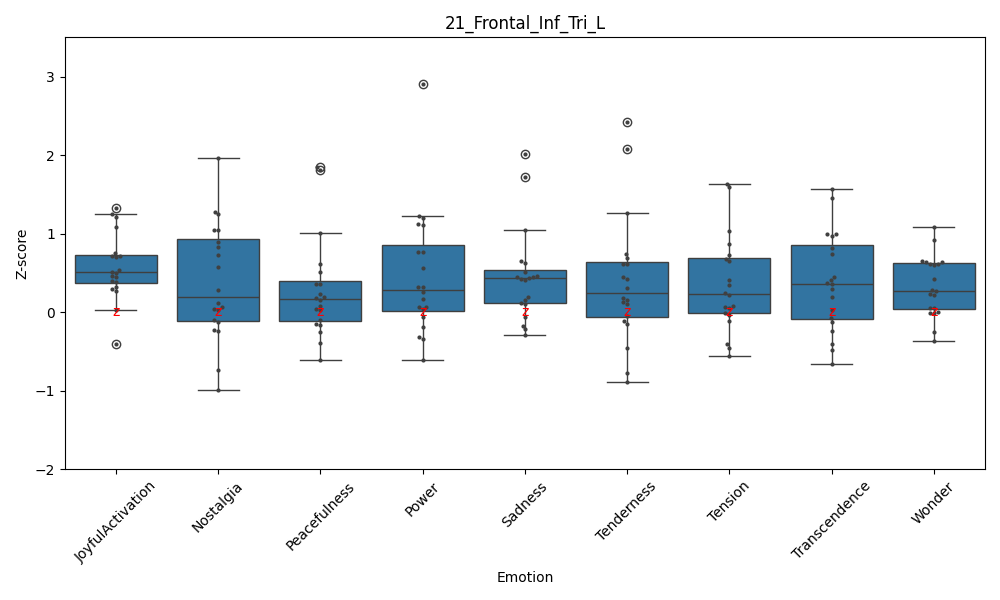 21_Frontal_Inf_Tri_L
Z-score
3
2
1
0
−1
−2
Z Z Z Z Z Z Z Z Z
JoyfulActivation
Nostalgia
Peacefulness
Power
Sadness
Tenderness
Tension
Transcendence
Wonder
Emotion